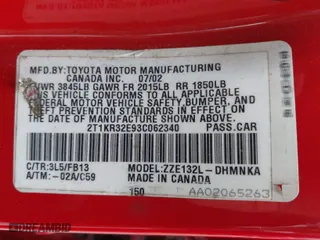 MFD.BY:TOYOTA MOTOR MANUFACTURING
CANADA INC. 07/02
GVWR 3845LB GAWR FR 2015LB RR 1850LB
THIS VEHICLE CONFORMS TO ALL APPLICABLE
FEDERAL MOTOR VEHICLE SAFETY,BUMPER, AND
THEFT PREVENTION STANDARDS IN EFFECT ON
THE DATE OF MANUFACTURE SHOWN ABOVE.
2T1KR32E93C062340 PASS.CAR
C/TR:3L5/FB13 MODEL:ZZE132L-DHMNKA
A/TM:-02A/C59 MADE IN CANADA
150 AA02065263
DREAMBID